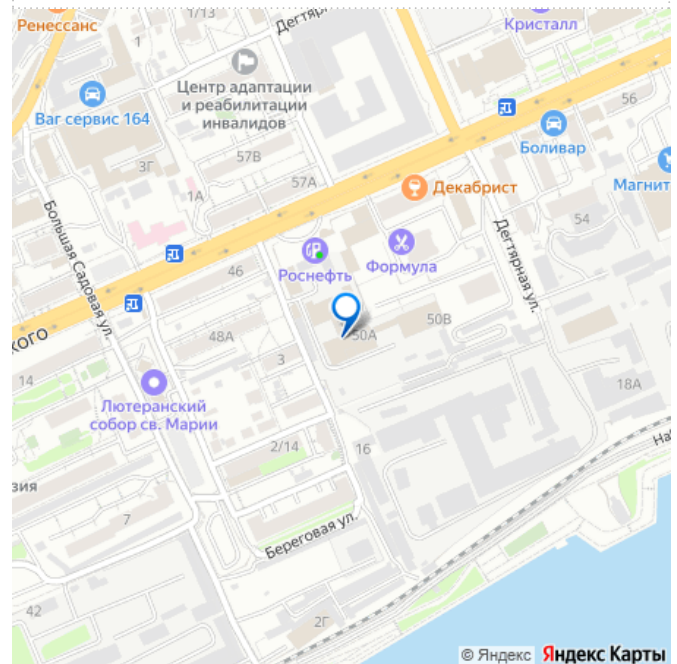 Ренессанс
1/13
Дегтярн
1
Кристалл
Центр адаптации
и реабилитации
инвалидов
Ваг сервис 164
56
Боливар
57В
3Г
57А
1А
Декабрист
Магнит
54
Большая Садовая ул.
Дегтярная ул.
46
Роснефть
Формула
КОГО
48А
50А
50В
3
14
18А
Лютеранский
собор св. Марии
2/14
16
На
зия
7
Береговая ул.
42
2Г
© Яндекс Яндекс Карты